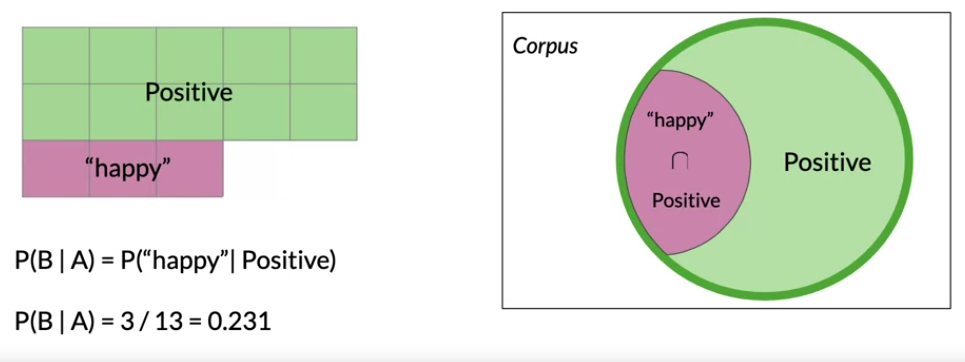 Positive
“happy”
P(B | A) = P(“happy”| Positive)
P(B | A) = 3 / 13 = 0.231
Corpus
“happy”
∩
Positive
Positive